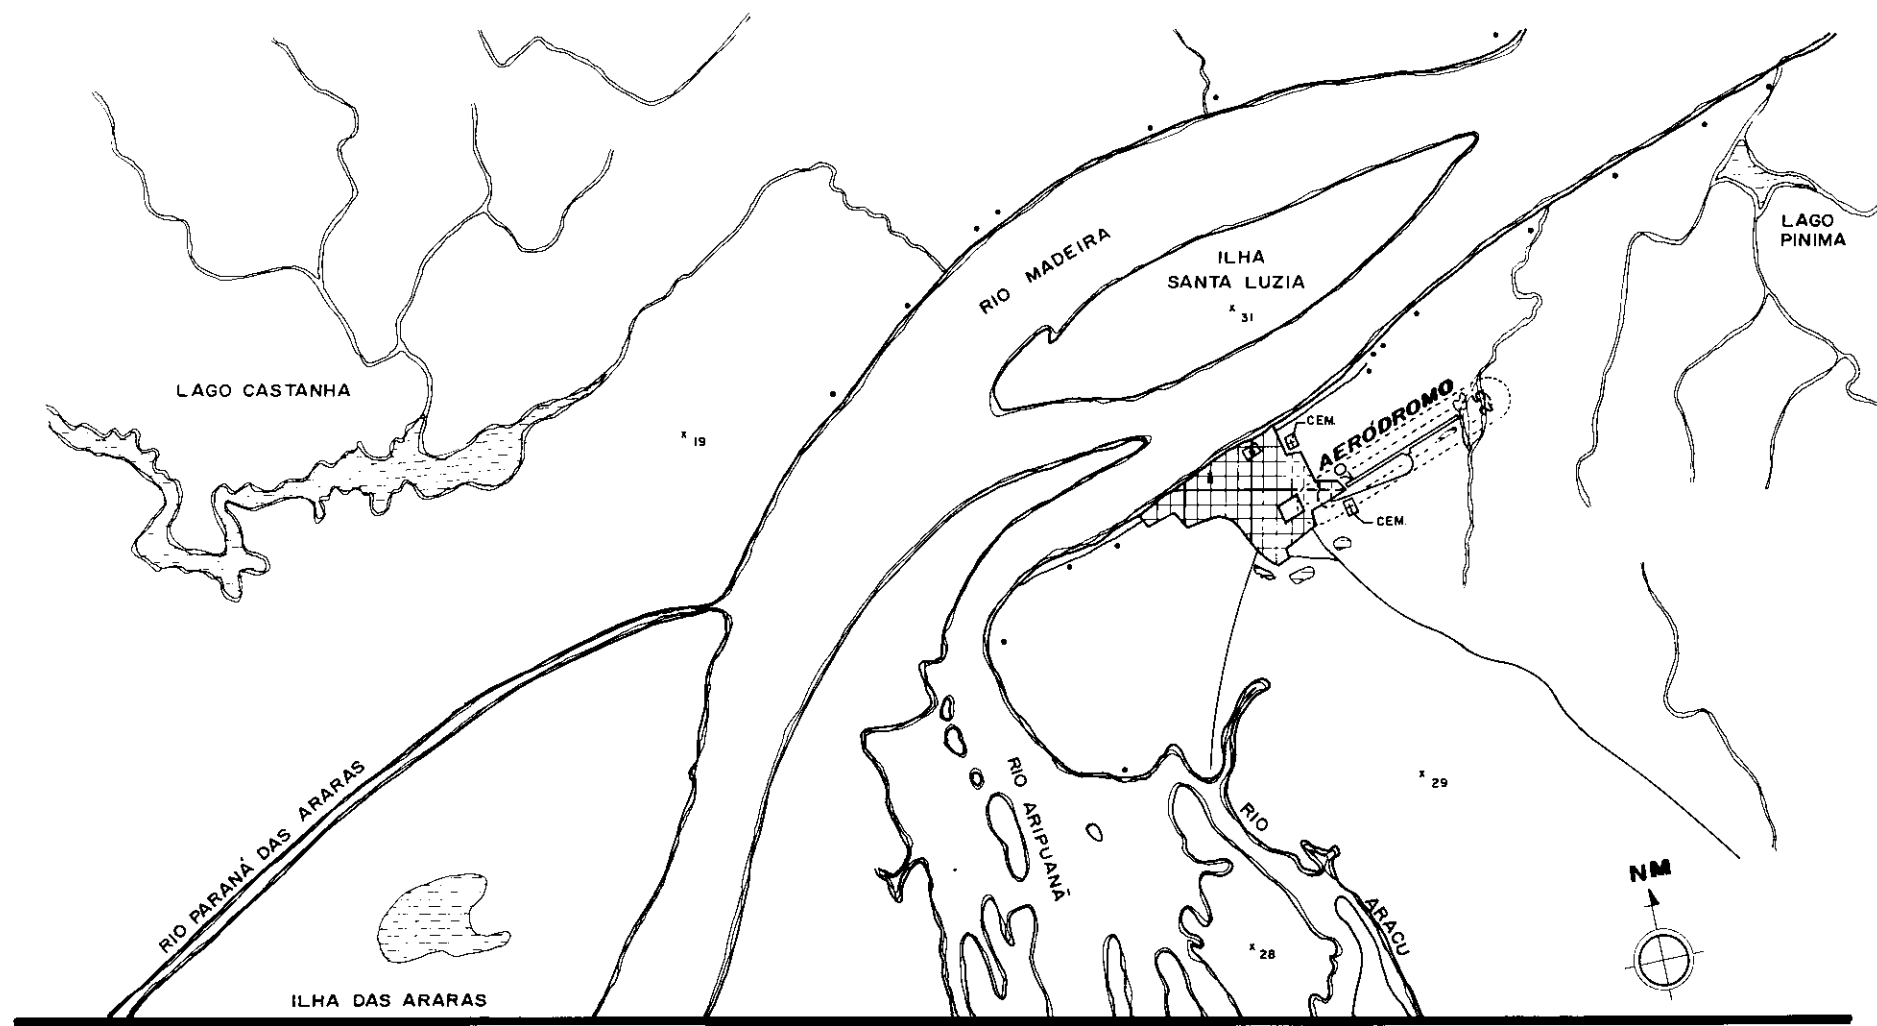 LAGO
PINIMA
RIO MADEIRA
ILHA
SANTA LUZIA
x 31
LAGO CASTANHA
x 19
CEM.
AERÓDROMO
CEM.
RIO PARANÁ DAS ARARAS
RIO ARIPUANÃ
RIO ARACU
x 29
NM
x 28
ILHA DAS ARARAS